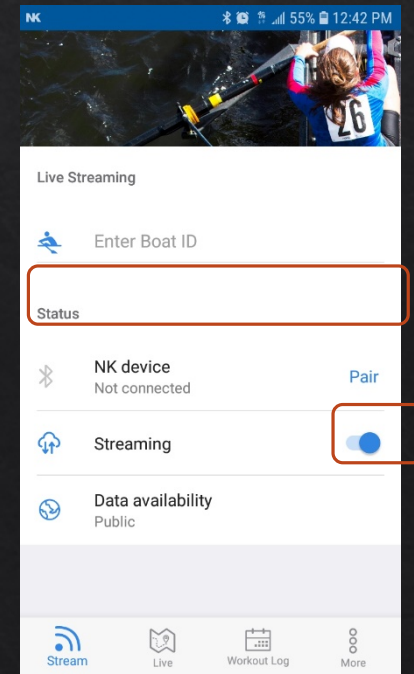 NK 55% 12:42 PM
26
Live Streaming
Enter Boat ID
Status
NK device
Not connected
Pair
Streaming
Data availability
Public
Stream Live Workout Log More